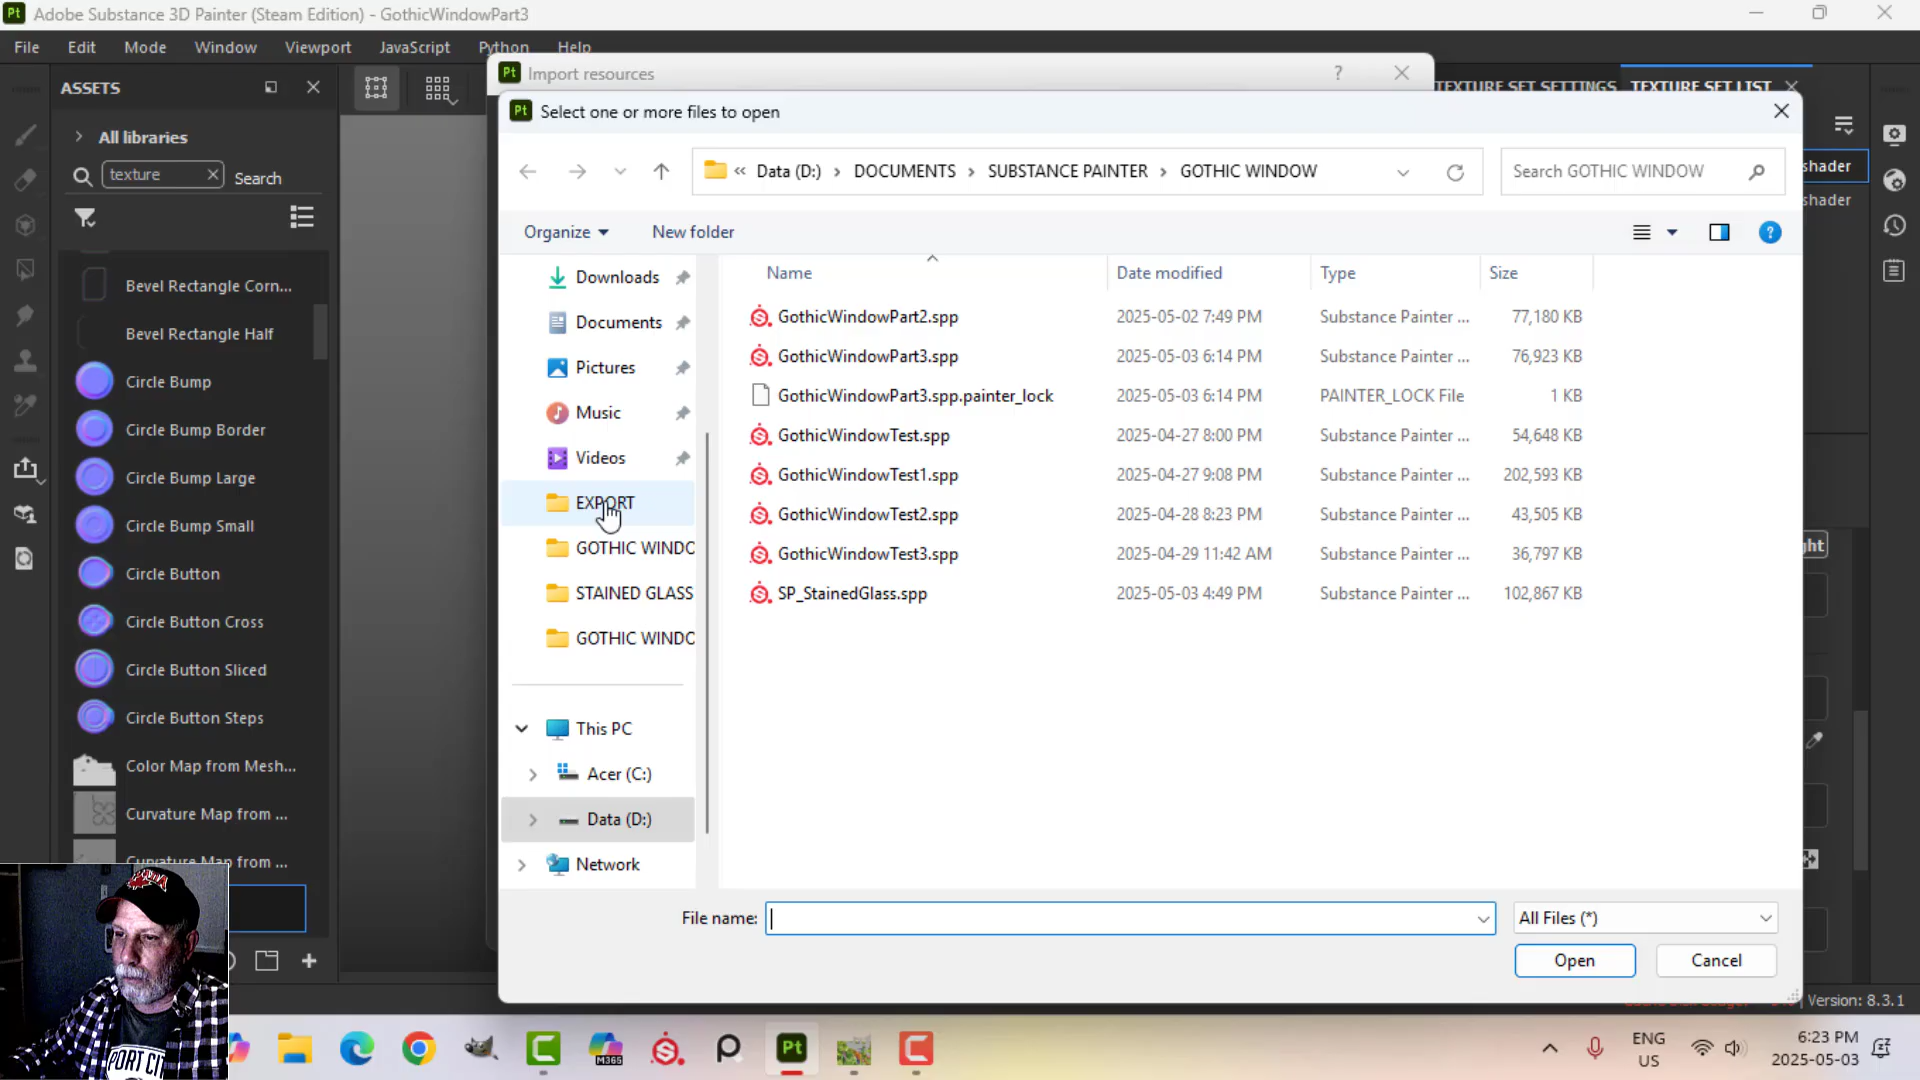 Pt Adobe Substance 3D Painter (Steam Edition) - GothicWindowPart3
File Edit Mode Window Viewport JavaScript Python Help
ASSETS
All libraries
texture
Search
Bevel Rectangle Corn...
Bevel Rectangle Half
Circle Bump
Circle Bump Border
Circle Bump Large
Circle Bump Small
Circle Button
Circle Button Cross
Circle Button Sliced
Circle Button Steps
Color Map from Mesh...
Curvature Map from ...
Curvature Map from ...
Pt Import resources
?
TEXTURE SET SETTINGS TEXTURE SET LIST
shader
shader
ght
Pt Select one or more files to open
« Data (D:) › DOCUMENTS › SUBSTANCE PAINTER › GOTHIC WINDOW
Search GOTHIC WINDOW
Organize New folder
?
Downloads
Documents
Pictures
Music
Videos
EXPORT
GOTHIC WINDO
STAINED GLASS
GOTHIC WINDO
This PC
Acer (C:)
Data (D:)
Network
Name Date modified Type Size
GothicWindowPart2.spp 2025-05-02 7:49 PM Substance Painter ... 77,180 KB
GothicWindowPart3.spp 2025-05-03 6:14 PM Substance Painter ... 76,923 KB
GothicWindowPart3.spp.painter_lock 2025-05-03 6:14 PM PAINTER_LOCK File 1 KB
GothicWindowTest.spp 2025-04-27 8:00 PM Substance Painter ... 54,648 KB
GothicWindowTest1.spp 2025-04-27 9:08 PM Substance Painter ... 202,593 KB
GothicWindowTest2.spp 2025-04-28 8:23 PM Substance Painter ... 43,505 KB
GothicWindowTest3.spp 2025-04-29 11:42 AM Substance Painter ... 36,797 KB
SP_StainedGlass.spp 2025-05-03 4:49 PM Substance Painter ... 102,867 KB
File name:
All Files (*)
Open Cancel
Version: 8.3.1
PORT CIT
M365
Pt
ENG
US
6:23 PM
2025-05-03